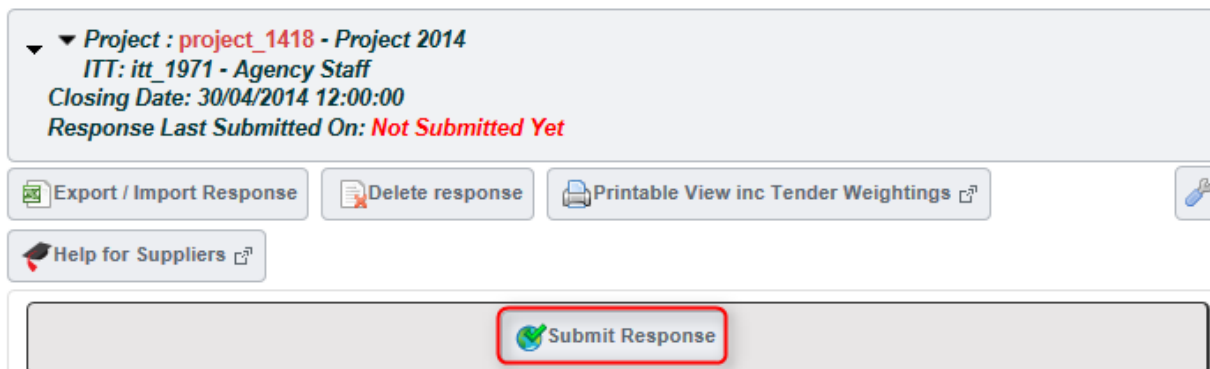 Project : project_1418 - Project 2014
ITT: itt_1971 - Agency Staff
Closing Date: 30/04/2014 12:00:00
Response Last Submitted On: Not Submitted Yet
Export / Import Response Delete response Printable View inc Tender Weightings
Help for Suppliers
Submit Response